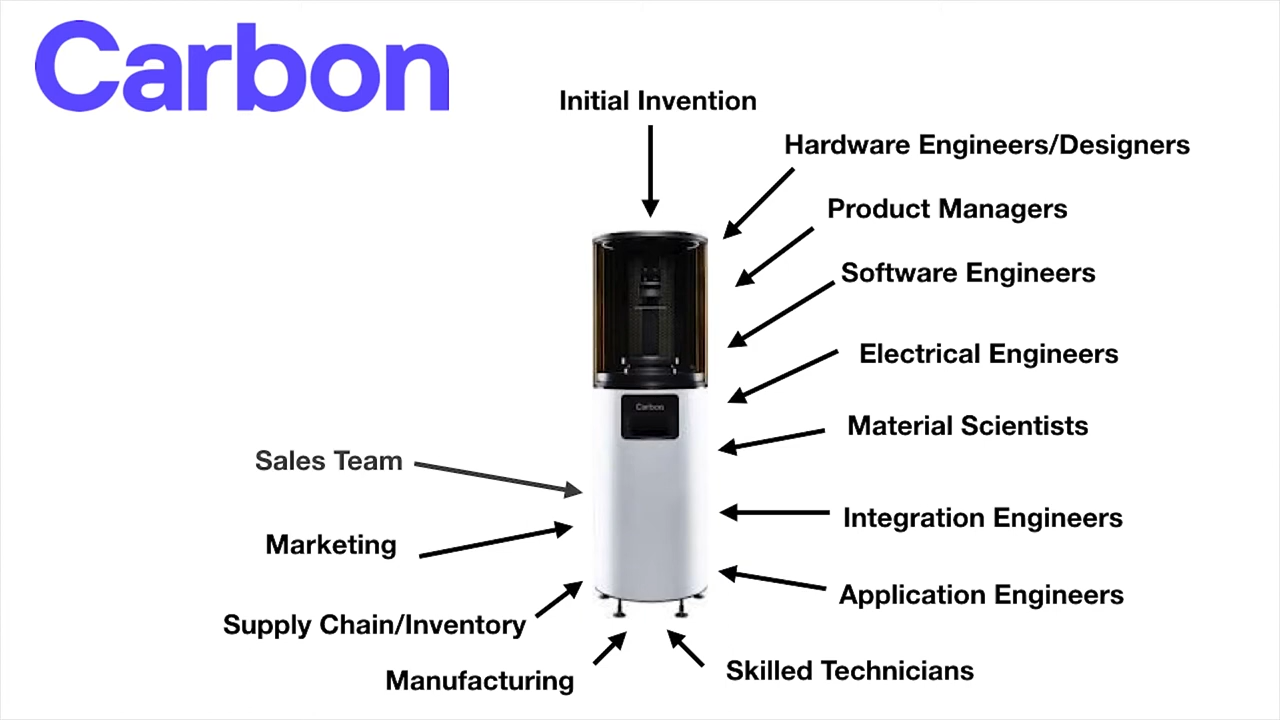 Carbon
Initial Invention
Hardware Engineers/Designers
Product Managers
Software Engineers
Electrical Engineers
Carbon
Material Scientists
Sales Team
Integration Engineers
Marketing
Application Engineers
Supply Chain/Inventory
Skilled Technicians
Manufacturing